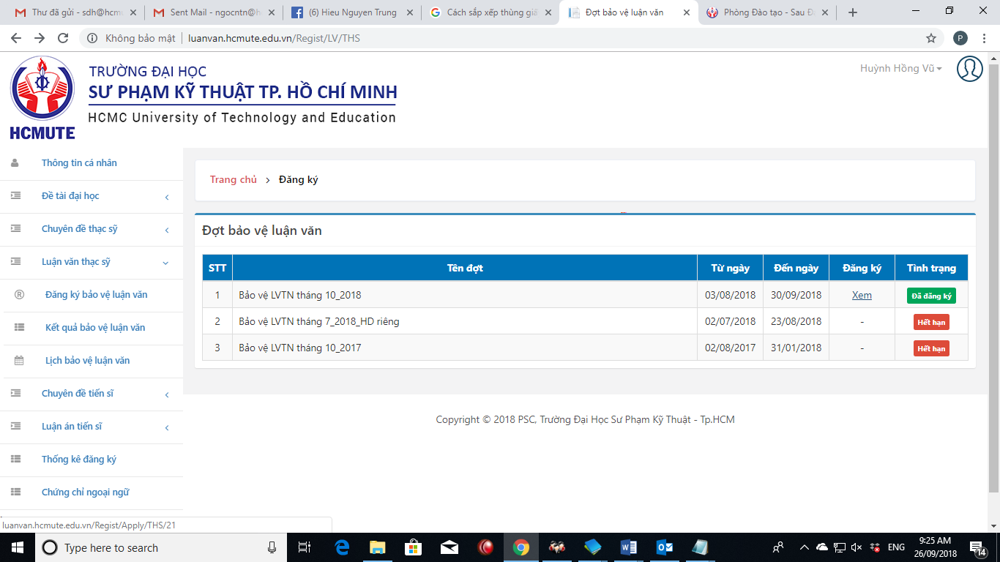 Thư đã gửi - sdh@hcm
Sent Mail - ngocntn@h
(6) Hieu Nguyen Trung
Cách sắp xếp thùng giấ
Đợt bảo vệ luận văn
Phòng Đào tạo - Sau Đ
Không bảo mật
luanvan.hcmute.edu.vn/Regist/LV/THS
P
HCMUTE
TRƯỜNG ĐẠI HỌC
SƯ PHẠM KỸ THUẬT TP. HỒ CHÍ MINH
HCMC University of Technology and Education
Huỳnh Hồng Vũ
Thông tin cá nhân
Đề tài đại học
Chuyên đề thạc sỹ
Luận văn thạc sỹ
Đăng ký bảo vệ luận văn
Kết quả bảo vệ luận văn
Lịch bảo vệ luận văn
Chuyên đề tiến sĩ
Luận án tiến sĩ
Thống kê đăng ký
Chứng chỉ ngoại ngữ
Trang chủ > Đăng ký
Đợt bảo vệ luận văn
STT Tên đợt Từ ngày Đến ngày Đăng ký Tình trạng
1 Bảo vệ LVTN tháng 10_2018 03/08/2018 30/09/2018 Xem Đã đăng ký
2 Bảo vệ LVTN tháng 7_2018_HD riêng 02/07/2018 23/08/2018 - Hết hạn
3 Bảo vệ LVTN tháng 10_2017 02/08/2017 31/01/2018 - Hết hạn
Copyright © 2018 PSC, Trường Đại Học Sư Phạm Kỹ Thuật - Tp.HCM
luanvan.hcmute.edu.vn/Regist/Apply/THS/21
Type here to search
ENG
9:25 AM
26/09/2018
14